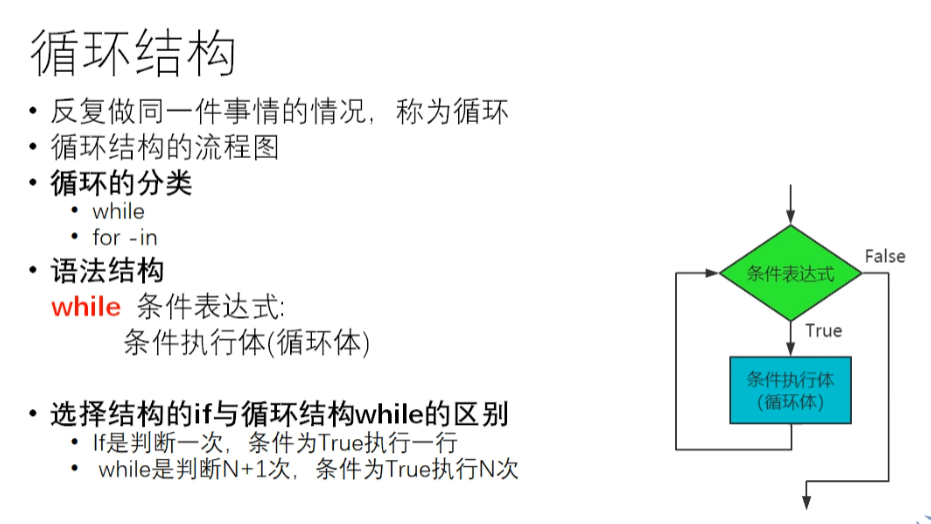 循环结构
• 反复做同一件事情的情况，称为循环
• 循环结构的流程图
• 循环的分类
• while
• for -in
• 语法结构
while 条件表达式:
条件执行体(循环体)
• 选择结构的if与循环结构while的区别
• If是判断一次，条件为True执行一行
• while是判断N+1次，条件为True执行N次
条件表达式
False
True
条件执行体
(循环体)